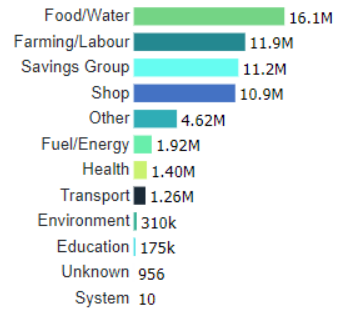 Food/Water 16.1M
Farming/Labour 11.9M
Savings Group 11.2M
Shop 10.9M
Other 4.62M
Fuel/Energy 1.92M
Health 1.40M
Transport 1.26M
Environment 310k
Education 175k
Unknown 956
System 10